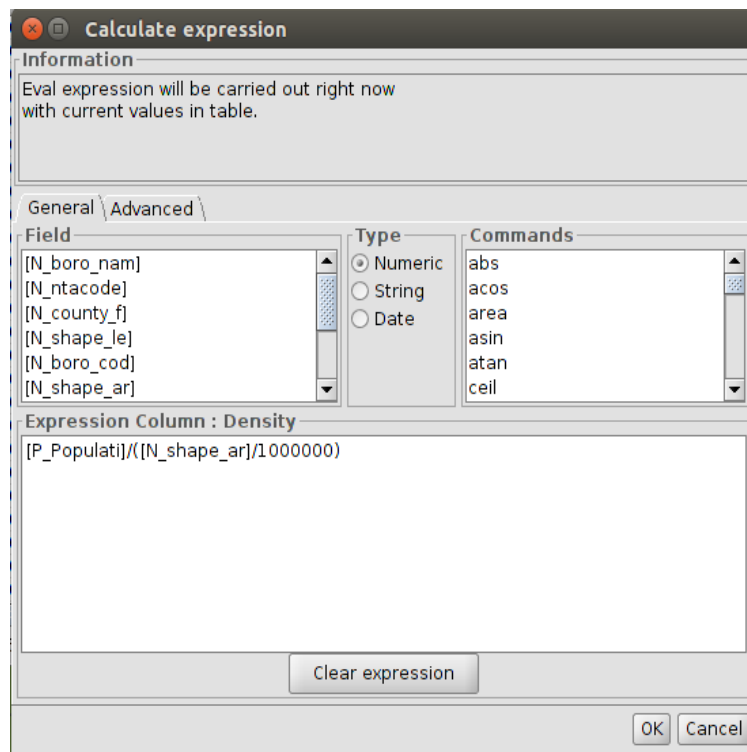 Calculate expression
Information
Eval expression will be carried out right now
with current values in table.
General
Advanced
Field
[N_boro_nam]
[N_ntacode]
[N_county_f]
[N_shape_le]
[N_boro_cod]
[N_shape_ar]
Type
Numeric
String
Date
Commands
abs
acos
area
asin
atan
ceil
Expression Column : Density
[P_Populati]/([N_shape_ar]/1000000)
Clear expression
OK
Cancel